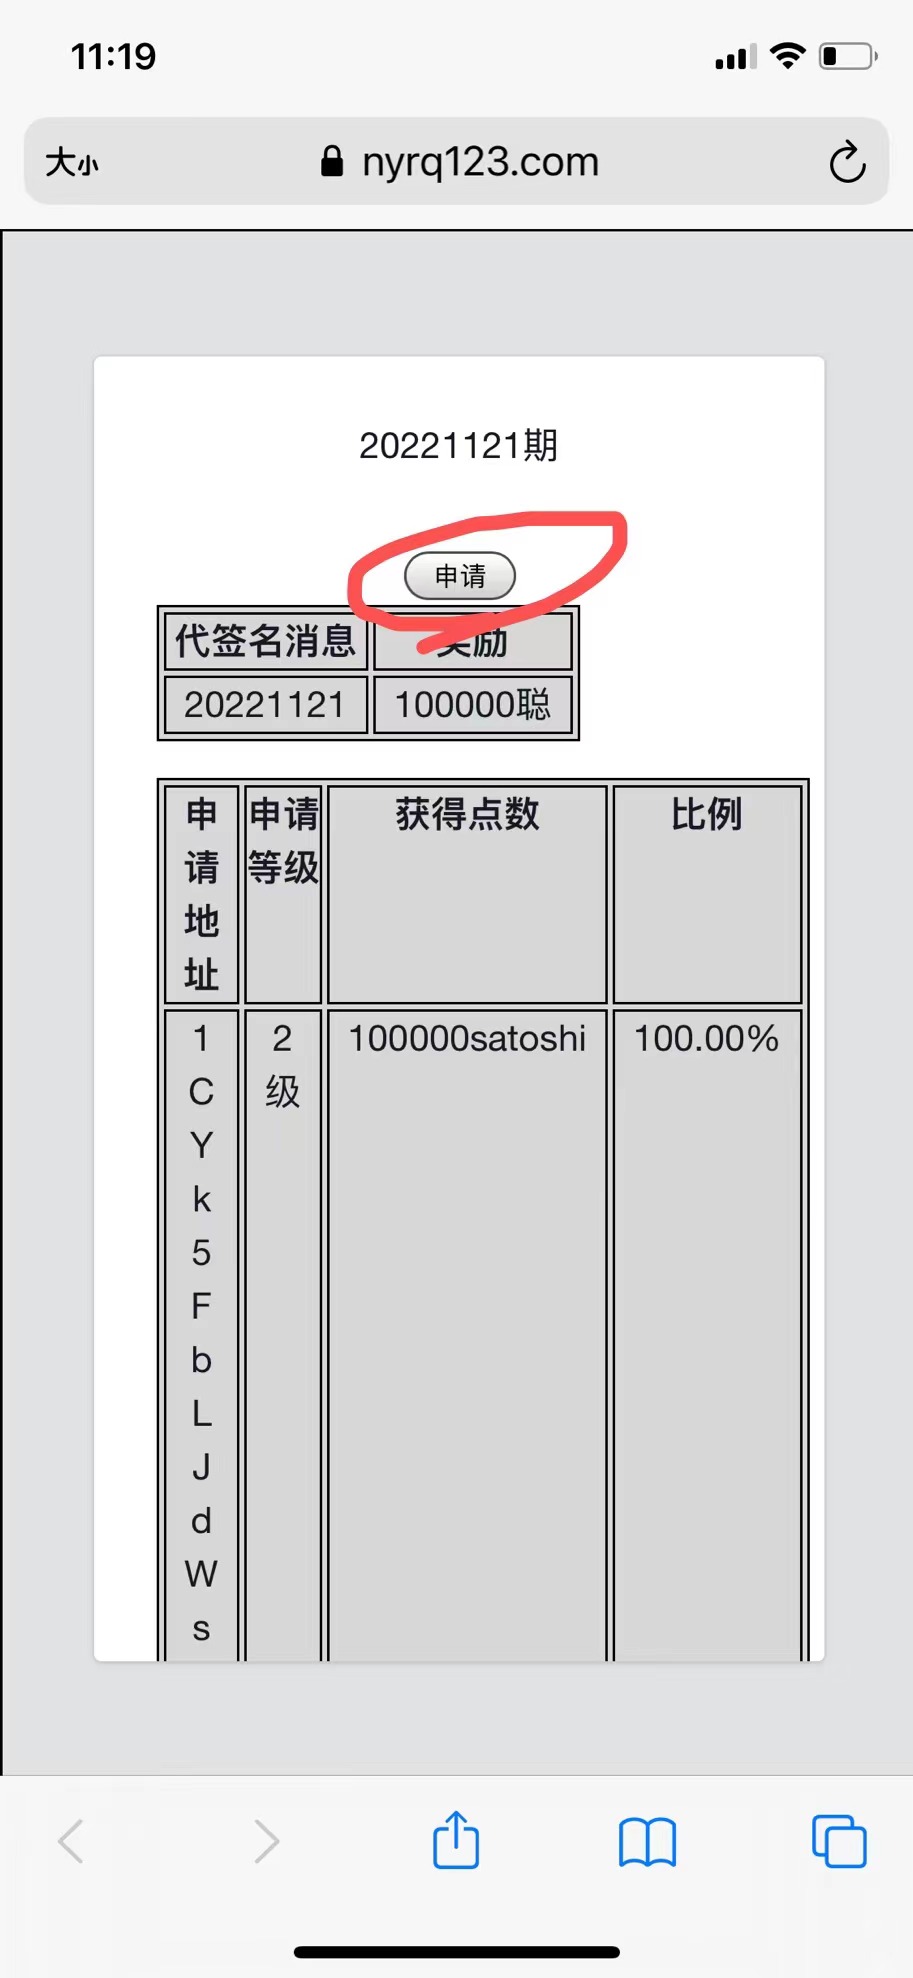 11:19
大小 nyrq123.com
20221121期
申请
代签名消息 奖励
20221121 100000聪
申请地址 申请等级 获得点数 比例
1CYk5FbLJdWs 2级 100000satoshi 100.00%